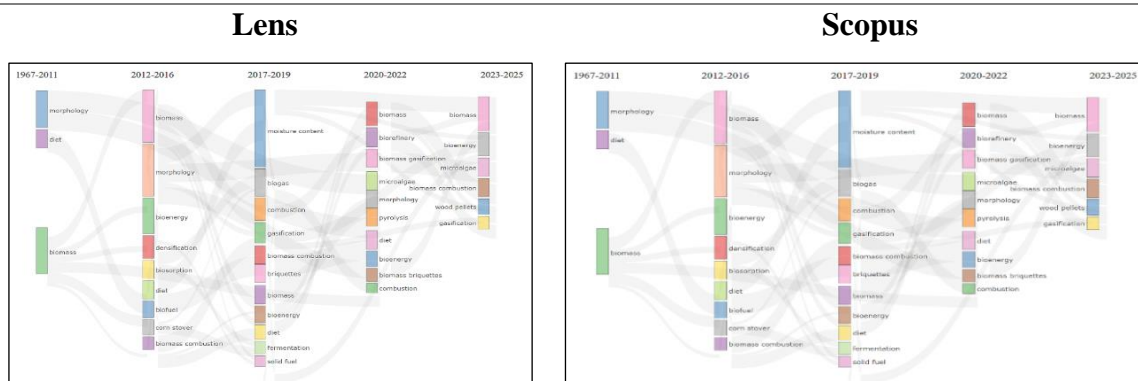 Lens
1967-2011
2012-2016
2017-2019
2020-2022
2023-2025
morphology
diet
biomass
biomass
morphology
bioenergy
densification
biosorption
diet
biofuel
corn stover
biomass combustion
moisture content
biogas
combustion
gasification
biomass combustion
briquettes
biomass
bioenergy
diet
fermentation
solid fuel
biomass
biorefinery
biomass gasification
microalgae
morphology
pyrolysis
diet
bioenergy
biomass briquettes
combustion
biomass
bioenergy
microalgae
biomass combustion
wood pellets
gasification
Scopus
1967-2011
2012-2016
2017-2019
2020-2022
2023-2025
morphology
diet
biomass
biomass
morphology
bioenergy
densification
biosorption
diet
biofuel
corn stover
biomass combustion
moisture content
biogas
combustion
gasification
biomass combustion
briquettes
biomass
bioenergy
diet
fermentation
solid fuel
biomass
biorefinery
biomass gasification
microalgae
morphology
pyrolysis
diet
bioenergy
biomass briquettes
combustion
biomass
bioenergy
microalgae
biomass combustion
wood pellets
gasification